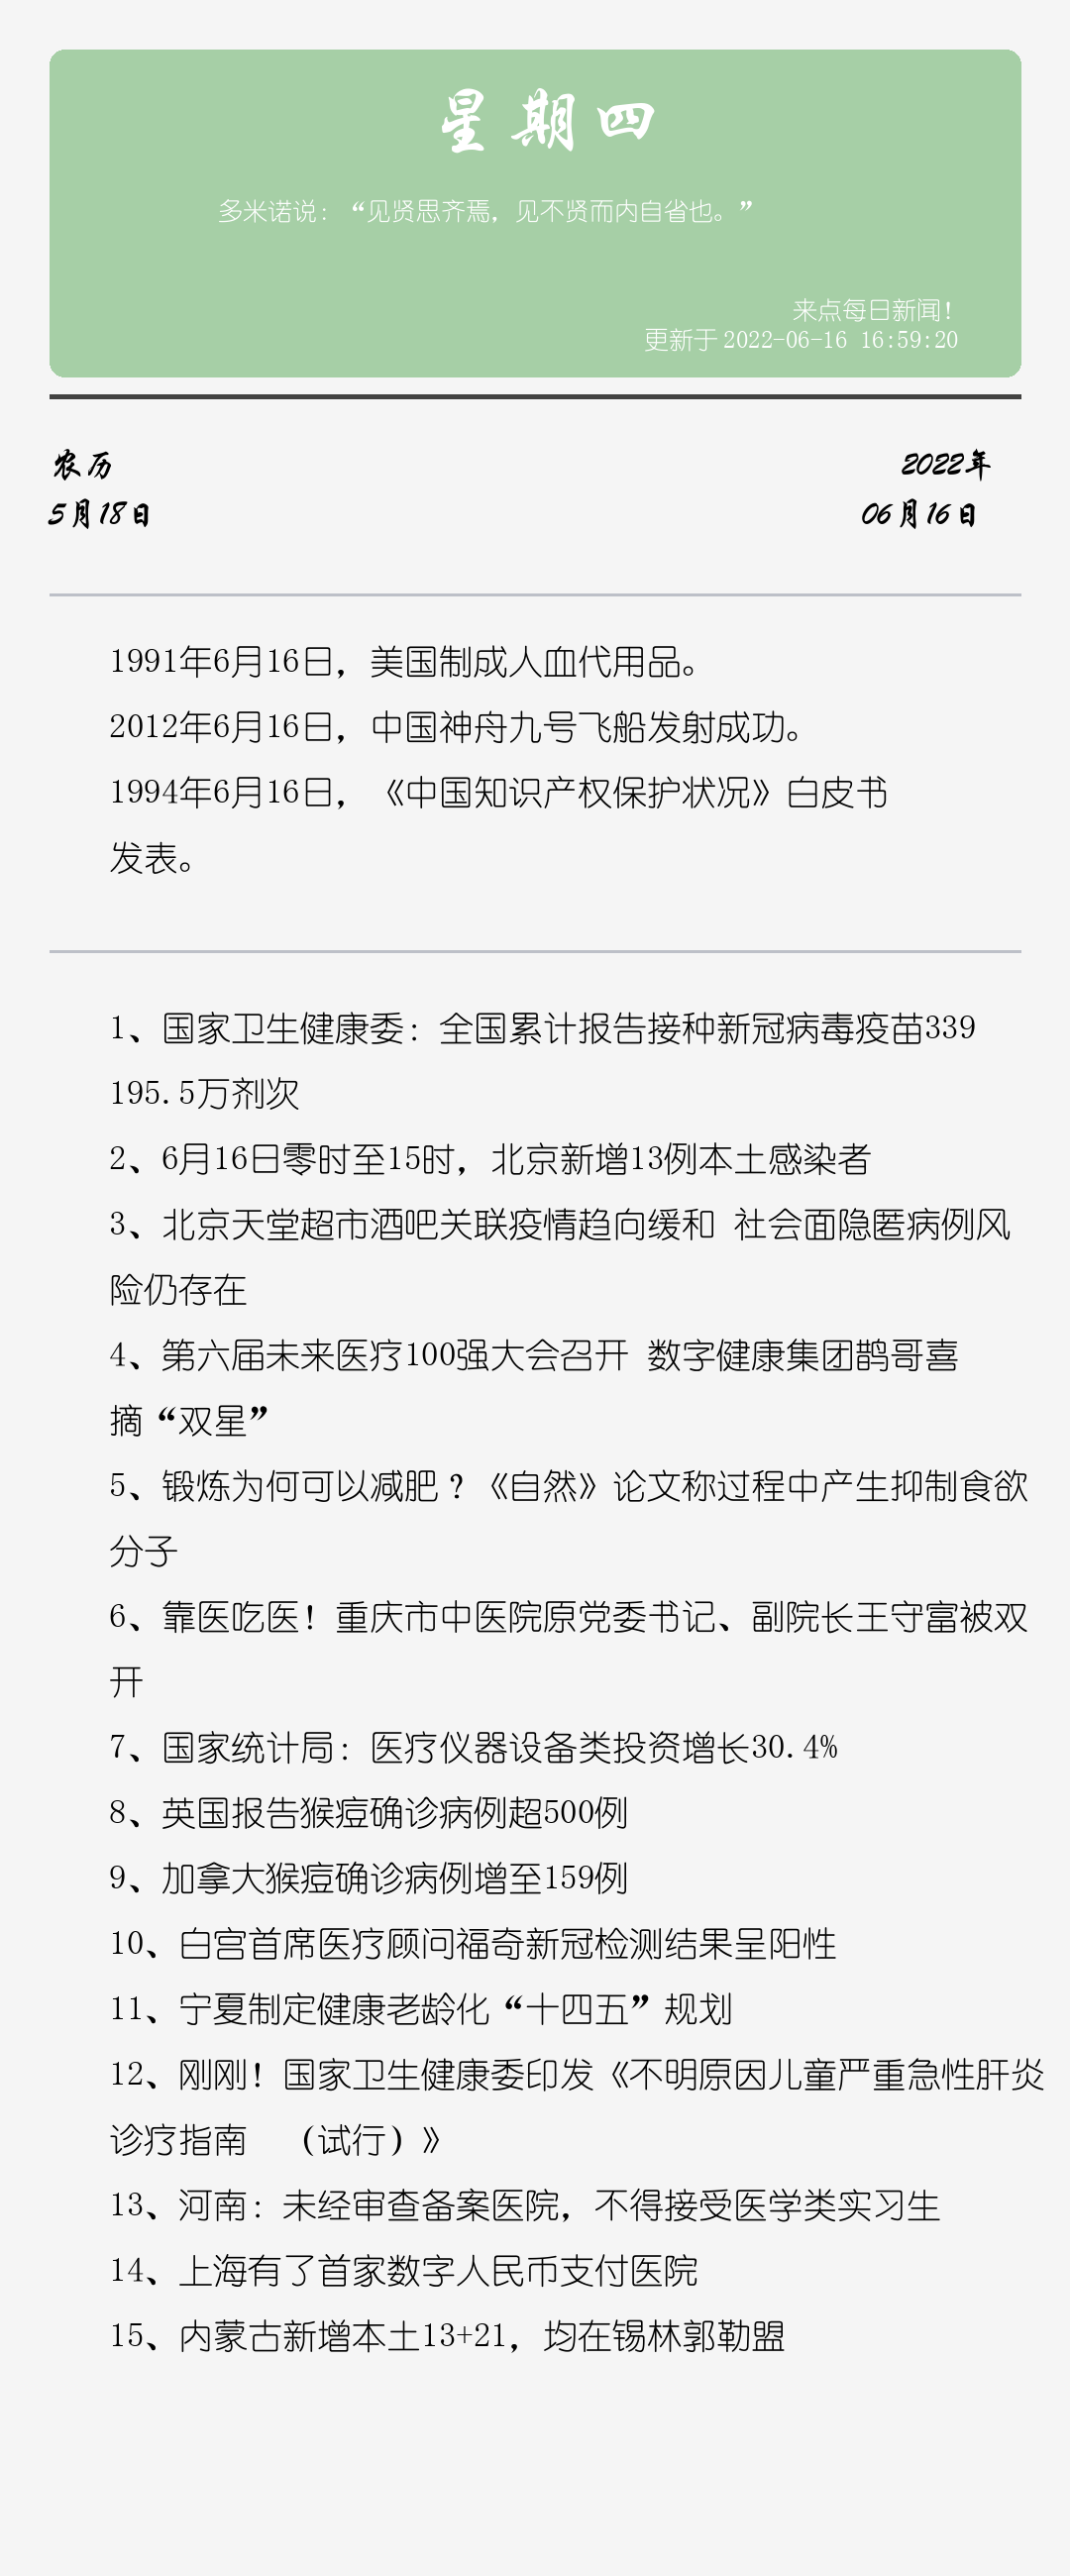 星期四
多米诺说：“见贤思齐焉，见不贤而内自省也。”
来点每日新闻！
更新于 2022-06-16 16:59:20
农历
2022年
5月18日
06月16日
1991年6月16日，美国制成人血代用品。
2012年6月16日，中国神舟九号飞船发射成功。
1994年6月16日，《中国知识产权保护状况》白皮书
发表。
1、国家卫生健康委：全国累计报告接种新冠病毒疫苗339
195.5万剂次
2、6月16日零时至15时，北京新增13例本土感染者
3、北京天堂超市酒吧关联疫情趋向缓和 社会面隐匿病例风
险仍存在
4、第六届未来医疗100强大会召开 数字健康集团鹊哥喜
摘“双星”
5、锻炼为何可以减肥？《自然》论文称过程中产生抑制食欲
分子
6、靠医吃医！重庆市中医院原党委书记、副院长王守富被双
开
7、国家统计局：医疗仪器设备类投资增长30.4%
8、英国报告猴痘确诊病例超500例
9、加拿大猴痘确诊病例增至159例
10、白宫首席医疗顾问福奇新冠检测结果呈阳性
11、宁夏制定健康老龄化“十四五”规划
12、刚刚！国家卫生健康委印发《不明原因儿童严重急性肝炎
诊疗指南　（试行）》
13、河南：未经审查备案医院，不得接受医学类实习生
14、上海有了首家数字人民币支付医院
15、内蒙古新增本土13+21，均在锡林郭勒盟